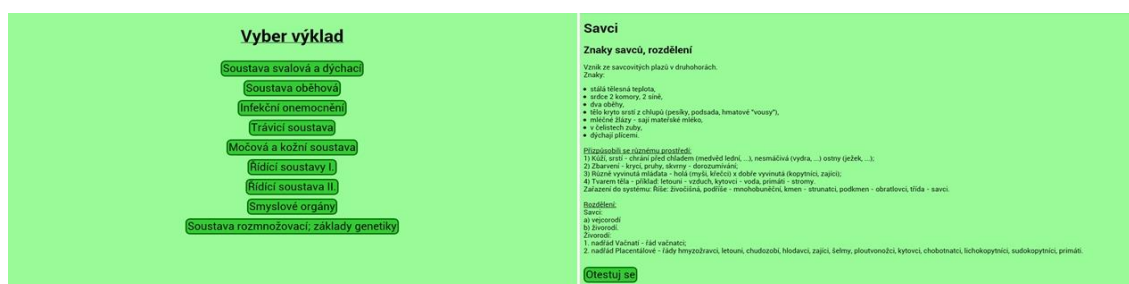 Vyber výklad
Soustava svalová a dýchací
Soustava oběhová
Infekční onemocnění
Trávicí soustava
Močová a kožní soustava
Řídící soustavy I.
Řídící soustava II.
Smyslové orgány
Soustava rozmnožovací; základy genetiky
Savci
Znaky savců, rozdělení
Vznik ze savcovitých plazů v druhohorách.
Znaky:
• stálá tělesná teplota,
• srdce 2 komory, 2 síně,
• dva oběhy,
• tělo kryto srstí z chlupů (pesíky, podsada, hmatové "vousy"),
• mléčné žlázy - sají mateřské mléko,
• v čelistech zuby,
• dýchají plícemi.
Přizpůsobili se různému prostředí:
1) Kůží, srstí - chrání před chladem (medvěd lední, ...), nesmáčivá (vydra, ...) ostny (ježek, ...);
2) Zbarvení - krycí, pruhy, skvrny - dorozumívání;
3) Různě vyvinutá mláďata - holá (myši, křečci) x dobře vyvinutá (kopytníci, zajíci);
4) Tvarem těla - příklad: letouni - vzduch, kytovci - voda, primáti - stromy.
Zařazení do systému: Říše: živočišná, podříše - mnohobuněční, kmen - strunatci, podkmen - obratlovci, třída - savci.
Rozdělení:
Savci:
a) vejcorodí
b) živorodí.
Živorodí:
1. nadřád Vačnatí - řád vačnatci;
2. nadřád Placentálové - řády hmyzožravci, letouni, chudozubí, hlodavci, zajíci, šelmy, ploutvonožci, kytovci, chobotnatci, lichokopytníci, sudokopytníci, primáti.
Otestuj se